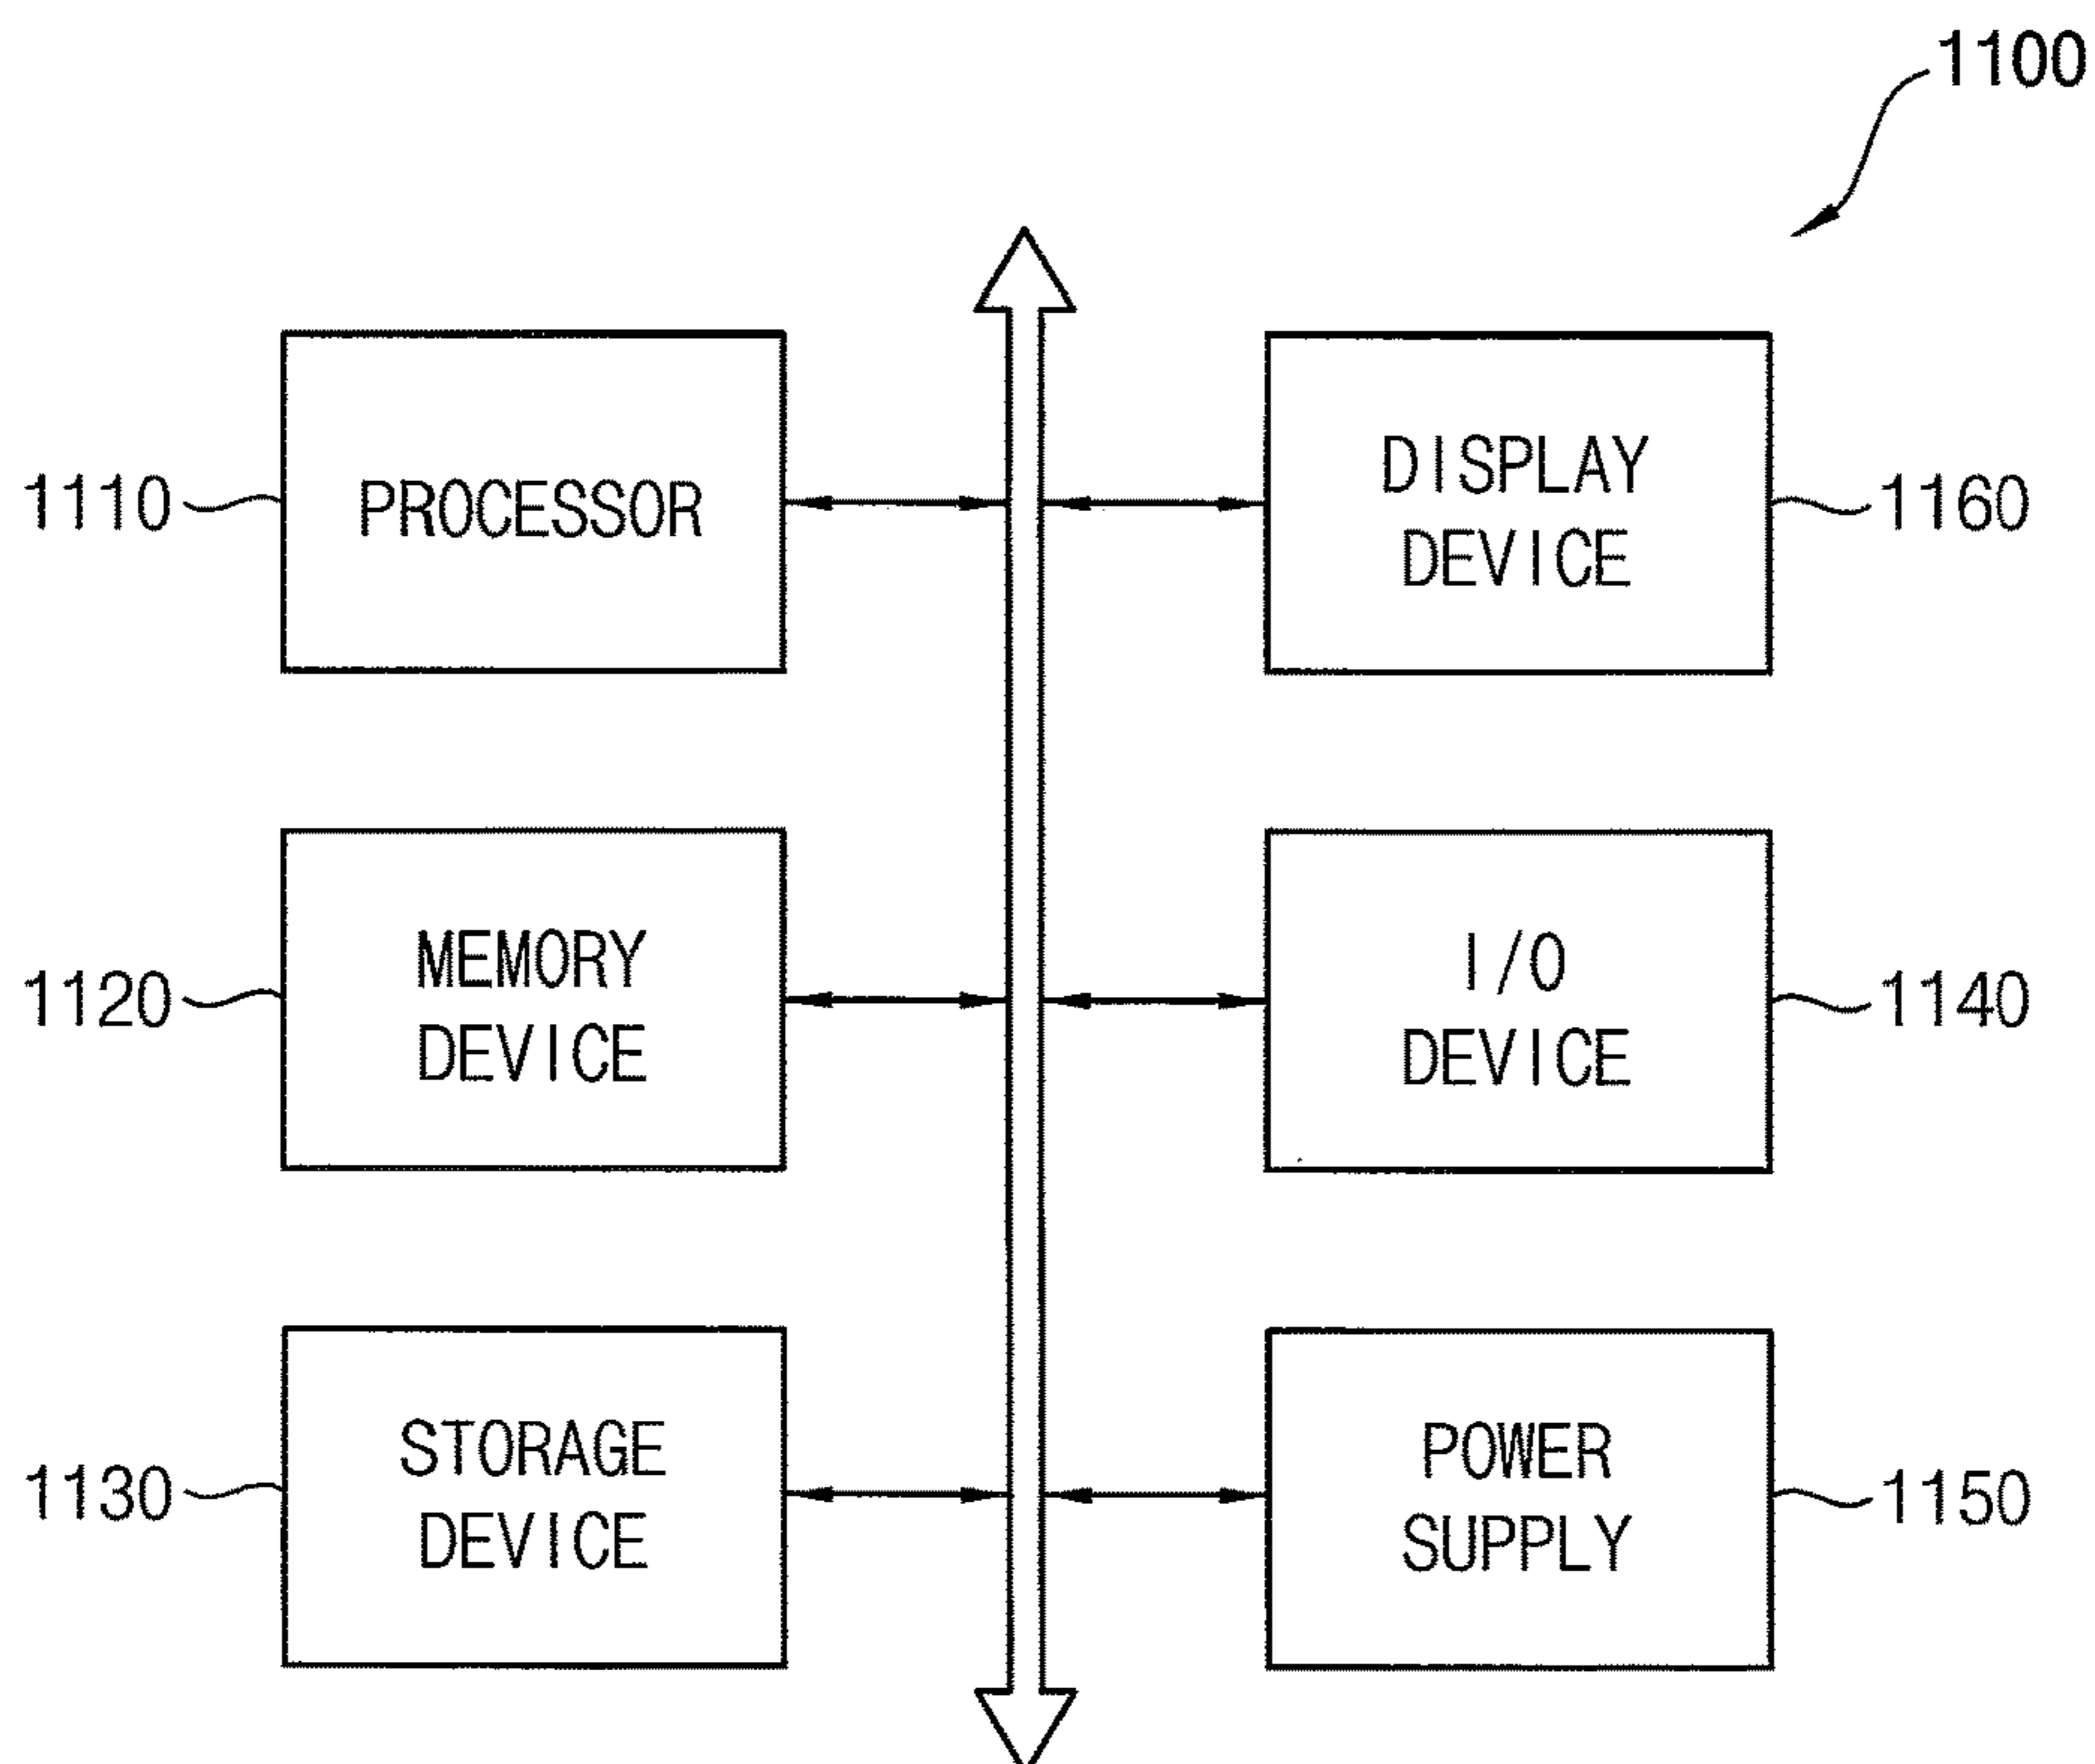 1100
1110
PROCESSOR
DISPLAY
DEVICE
1160
1120
MEMORY
DEVICE
I/O
DEVICE
1140
1130
STORAGE
DEVICE
POWER
SUPPLY
1150